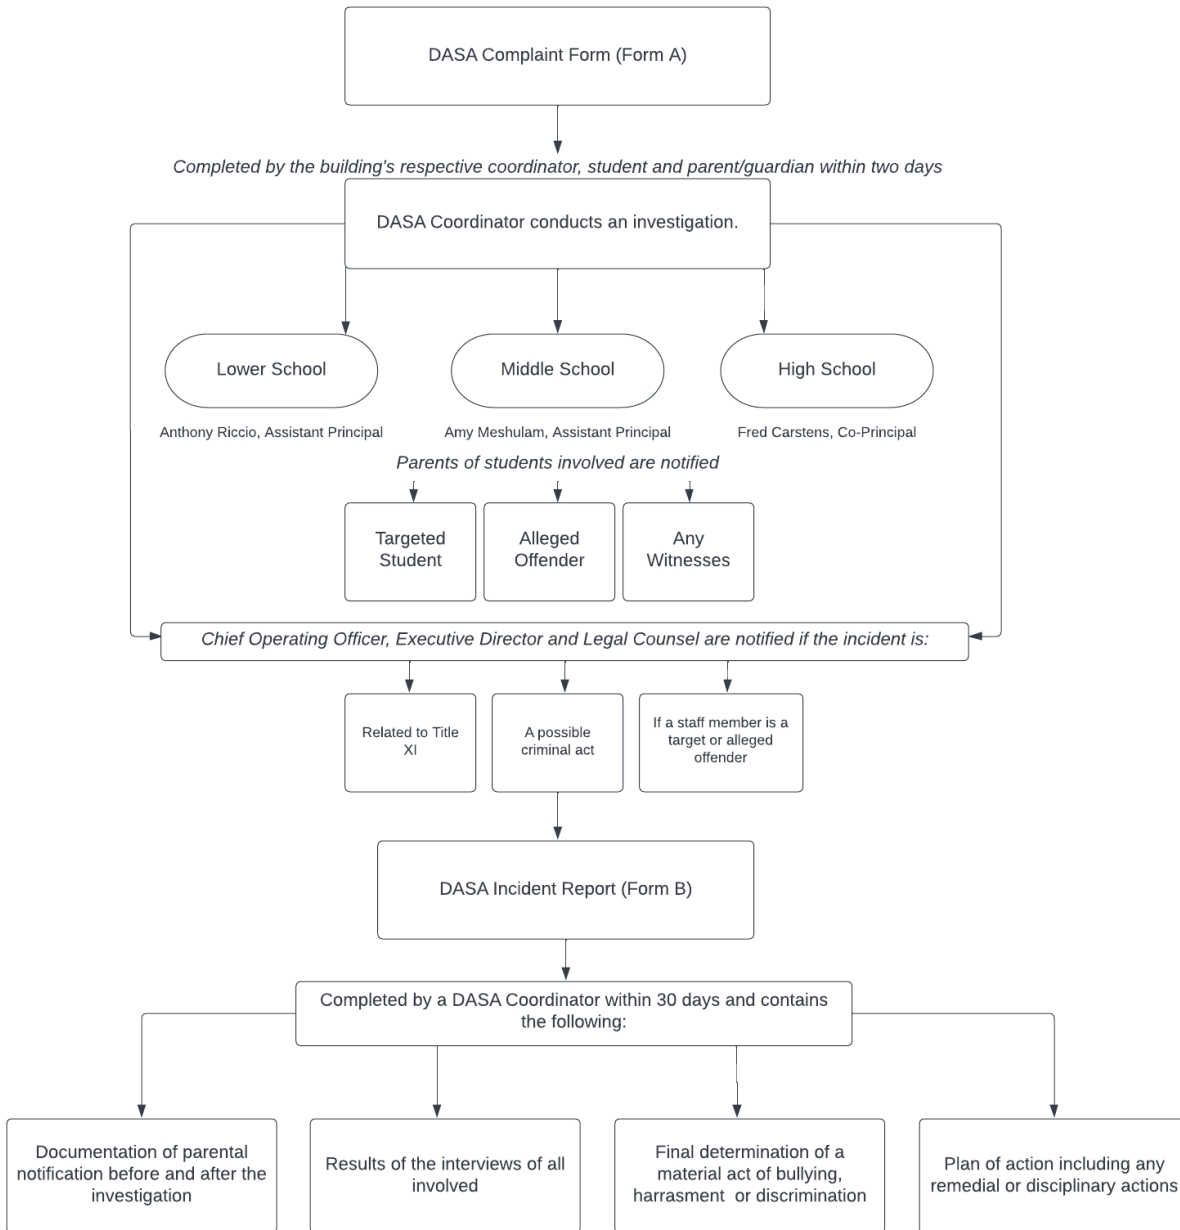 DASA Complaint Form (Form A)
Completed by the building's respective coordinator, student and parent/guardian within two days
DASA Coordinator conducts an investigation.
Lower School
Middle School
High School
Anthony Riccio, Assistant Principal
Amy Meshulam, Assistant Principal
Fred Carstens, Co-Principal
Parents of students involved are notified
Targeted
Student
Alleged
Offender
Any
Witnesses
Chief Operating Officer, Executive Director and Legal Counsel are notified if the incident is:
Related to Title
XI
A possible
criminal act
If a staff member is a
target or alleged
offender
DASA Incident Report (Form B)
Completed by a DASA Coordinator within 30 days and contains
the following:
Documentation of parental
notification before and after the
investigation
Results of the interviews of all
involved
Final determination of a
material act of bullying,
harrasment  or discrimination
Plan of action including any
remedial or disciplinary actions